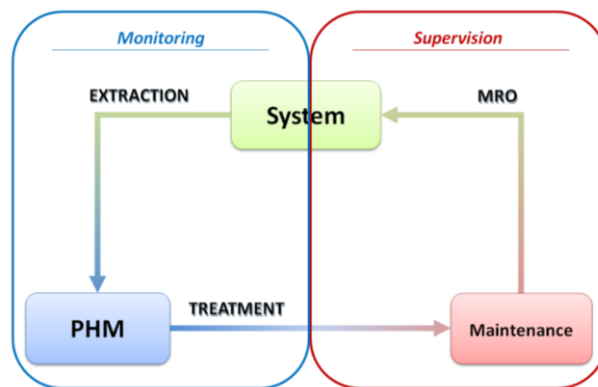 Monitoring
Supervision
EXTRACTION
System
MRO
PHM
TREATMENT
Maintenance